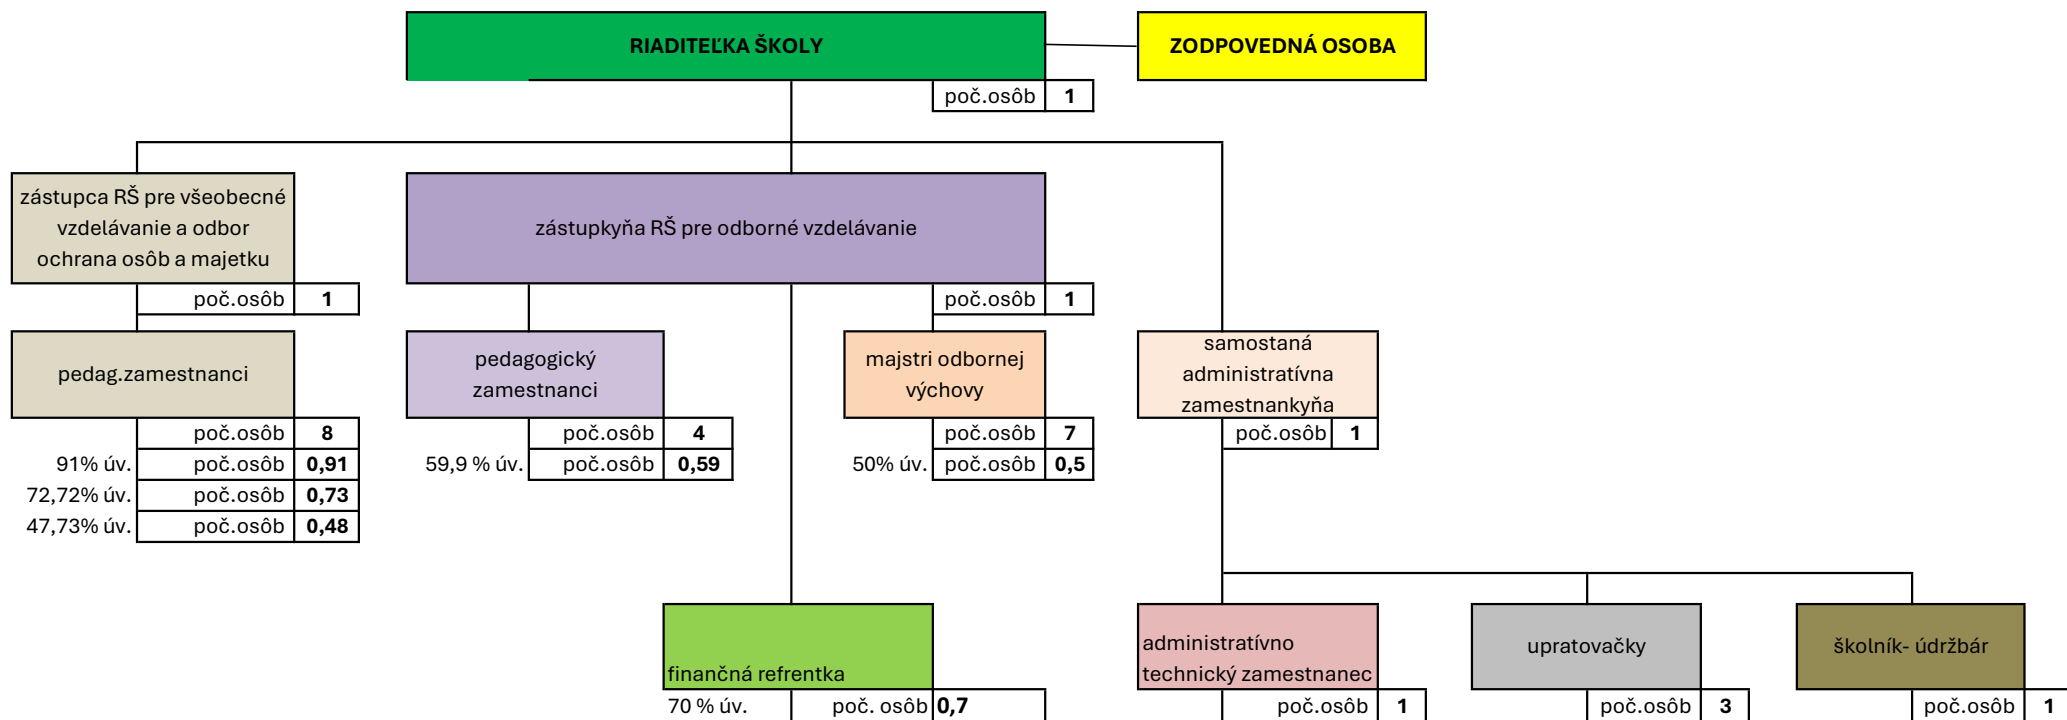 RIADITEĽKA ŠKOLY
ZODPOVEDNÁ OSOBA
poč.osôb 1
zástupca RŠ pre všeobecné
vzdelávanie a odbor
ochrana osôb a majetku
poč.osôb 1
zástupkyňa RŠ pre odborné vzdelávanie
poč.osôb 1
pedag.zamestnanci
poč.osôb 8
91% úv. poč.osôb 0,91
72,72% úv. poč.osôb 0,73
47,73% úv. poč.osôb 0,48
pedagogický
zamestnanci
poč.osôb 4
59,9 % úv. poč.osôb 0,59
majstri odbornej
výchovy
poč.osôb 7
50% úv. poč.osôb 0,5
samostaná
administratívna
zamestnankyňa
poč.osôb 1
finančná refrentka
70 % úv. poč. osôb 0,7
administratívno
technický zamestnanec
poč.osôb 1
upratovačky
poč.osôb 3
školník- údržbár
poč.osôb 1